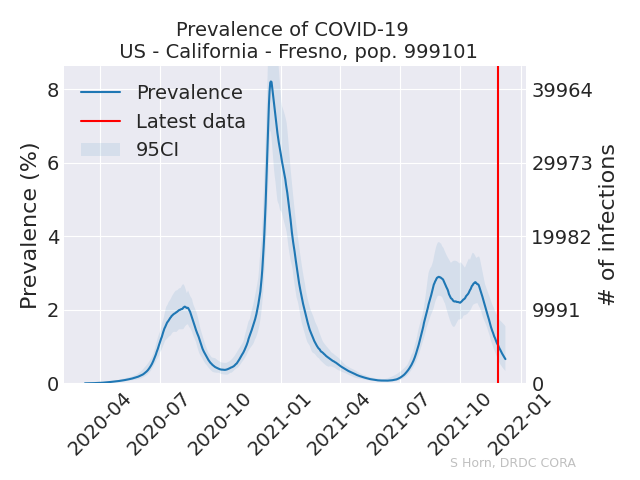 Prevalence of COVID-19
US - California - Fresno, pop. 999101
Prevalence (%)
8
6
4
2
0
Prevalence
Latest data
95CI
39964
29973
19982
9991
0
# of infections
2020-04
2020-07
2020-10
2021-01
2021-04
2021-07
2021-10
2022-01
S Horn, DRDC CORA